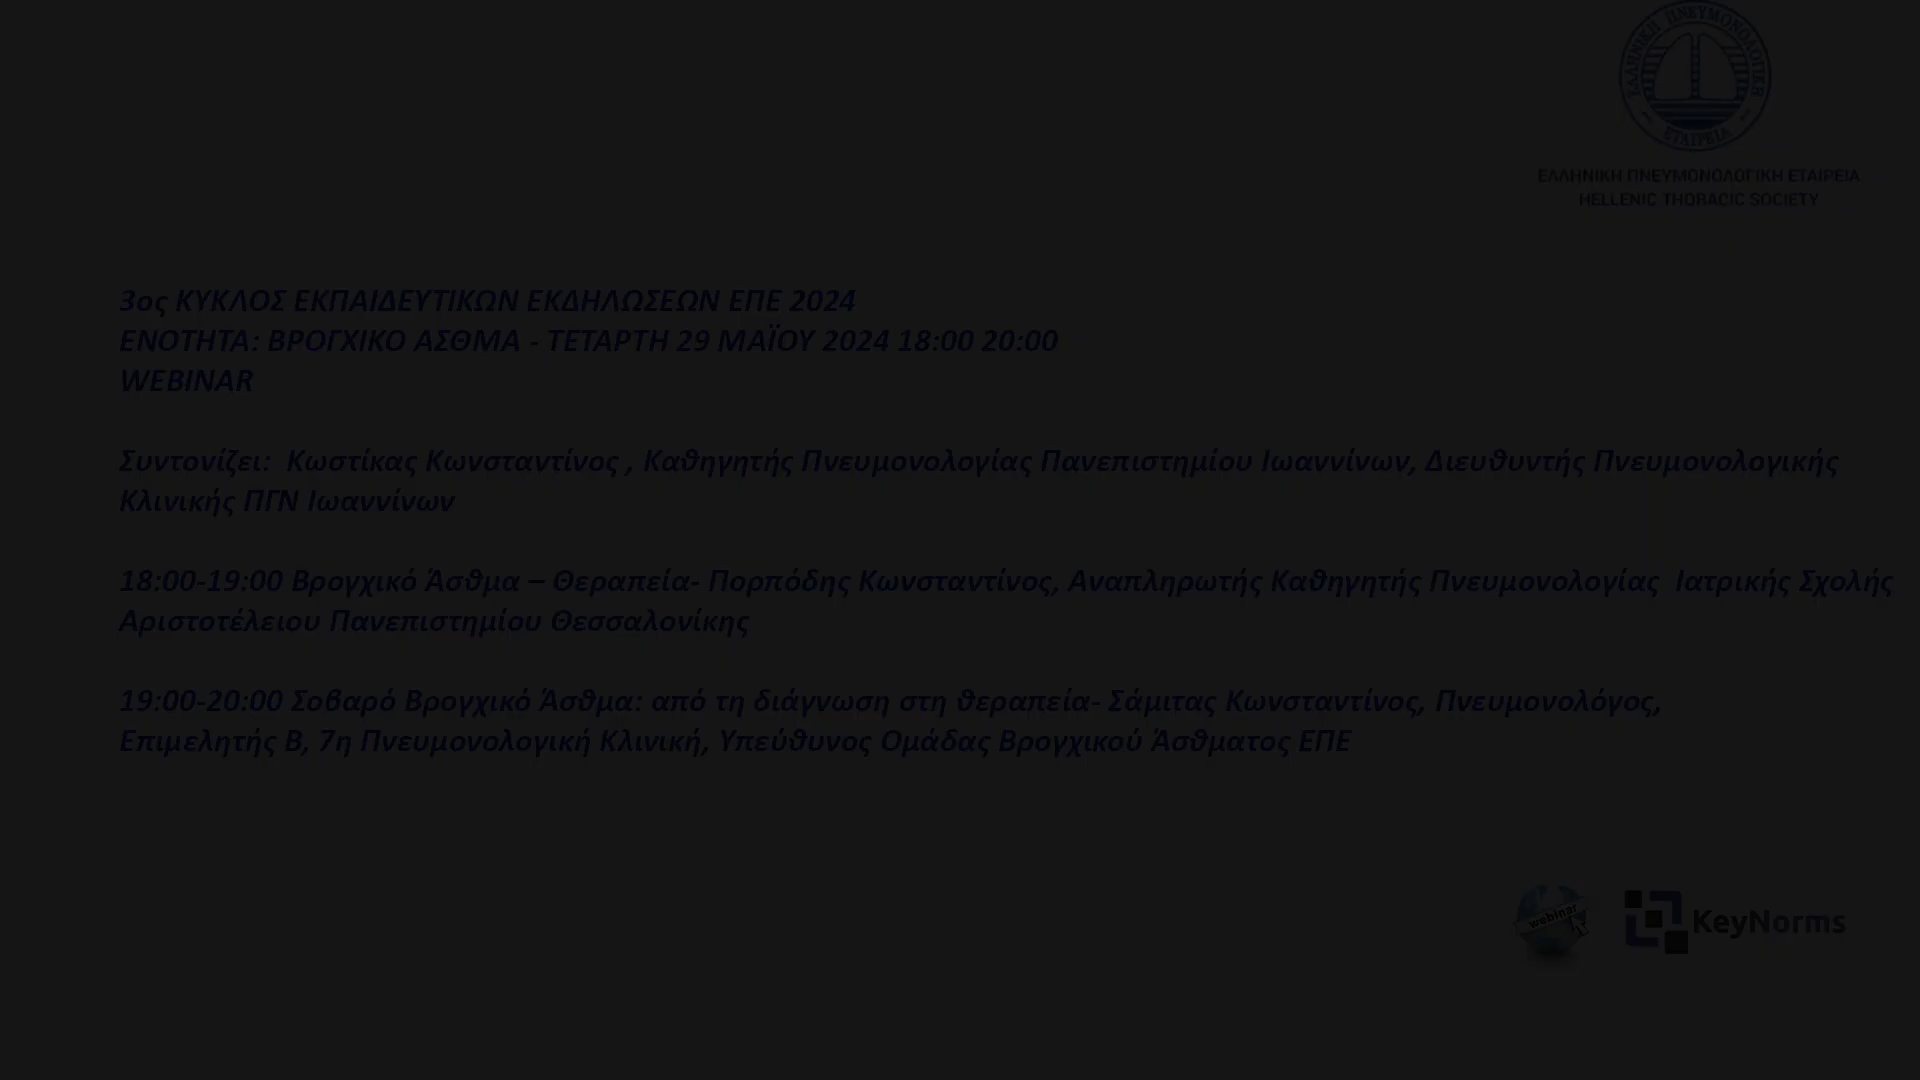 ΕΛΛΗΝΙΚΗ ΠΝΕΥΜΟΝΟΛΟΓΙΚΗ ΕΤΑΙΡΕΙΑ
ΕΛΛΗΝΙΚΗ ΠΝΕΥΜΟΝΟΛΟΓΙΚΗ ΕΤΑΙΡΕΙΑ
HELLENIC THORACIC SOCIETY
3ος ΚΥΚΛΟΣ ΕΚΠΑΙΔΕΥΤΙΚΩΝ ΕΚΔΗΛΩΣΕΩΝ ΕΠΕ 2024
ΕΝΟΤΗΤΑ: ΒΡΟΓΧΙΚΟ ΑΣΘΜΑ - ΤΕΤΑΡΤΗ 29 ΜΑΪΟΥ 2024 18:00 20:00
WEBINAR
Συντονίζει:  Κωστίκας Κωνσταντίνος , Καθηγητής Πνευμονολογίας Πανεπιστημίου Ιωαννίνων, Διευθυντής Πνευμονολογικής
Κλινικής ΠΓΝ Ιωαννίνων
18:00-19:00 Βρογχικό Άσθμα – Θεραπεία- Πορπόδης Κωνσταντίνος, Αναπληρωτής Καθηγητής Πνευμονολογίας  Ιατρικής Σχολής
Αριστοτέλειου Πανεπιστημίου Θεσσαλονίκης
19:00-20:00 Σοβαρό Βρογχικό Άσθμα: από τη διάγνωση στη θεραπεία- Σάμιτας Κωνσταντίνος, Πνευμονολόγος,
Επιμελητής Β, 7η Πνευμονολογική Κλινική, Υπεύθυνος Ομάδας Βρογχικού Άσθματος ΕΠΕ
webinar
KeyNorms